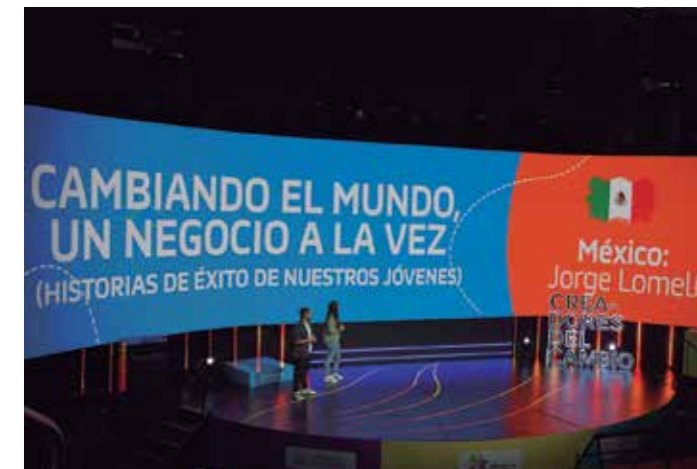 CAMBIANDO EL MUNDO,
UN NEGOCIO A LA VEZ
(HISTORIAS DE ÉXITO DE NUESTROS JÓVENES)
México:
Jorge Lomelí
CREA-
DORES
DEL
CAMBIO